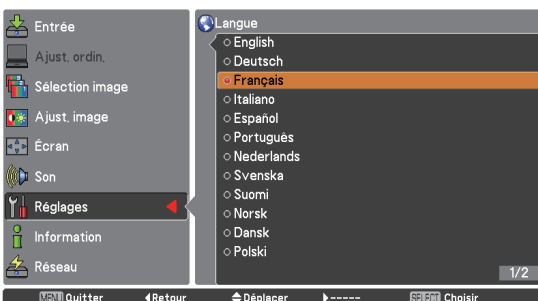 Entrée
Ajust. ordin.
Sélection image
Ajust. image
Écran
Son
Réglages
Information
Réseau
Langue
English
Deutsch
Français
Italiano
Español
Português
Nederlands
Svenska
Suomi
Norsk
Dansk
Polski
1/2
MENU Quitter Retour Déplacer ----- SELECT Choisir